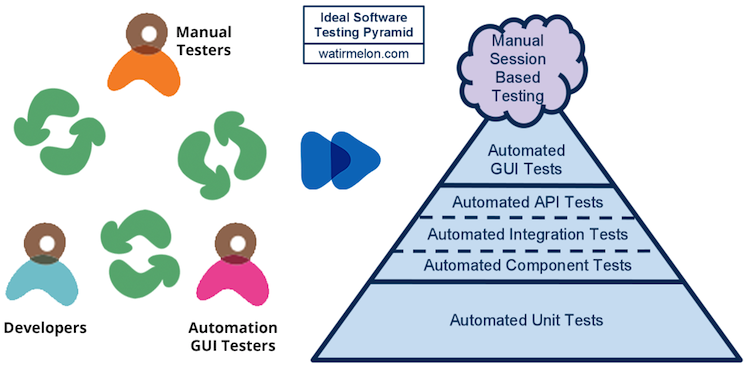 Manual
Testers
Developers
Automation
GUI Testers
Ideal Software
Testing Pyramid
watirmelon.com
Manual
Session
Based
Testing
Automated
GUI Tests
Automated API Tests
Automated Integration Tests
Automated Component Tests
Automated Unit Tests